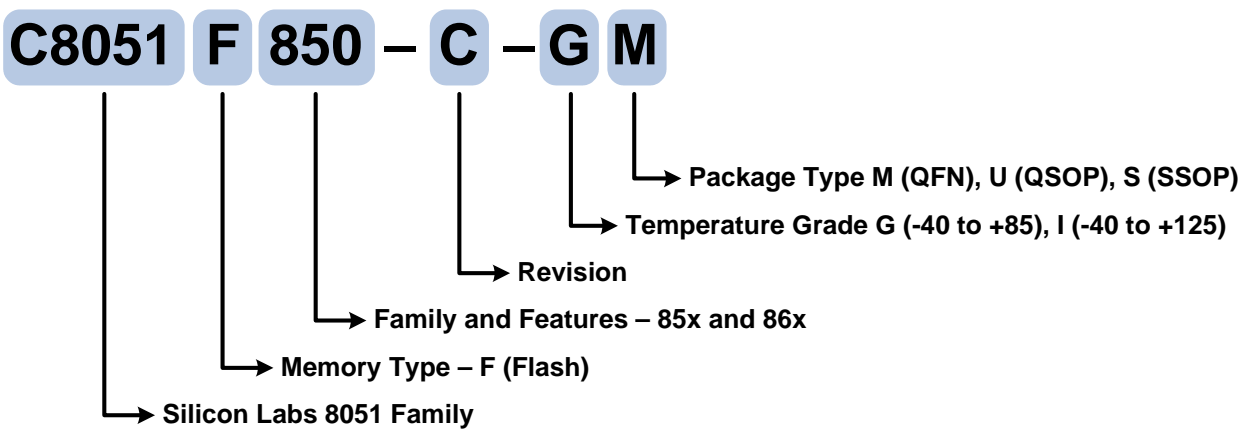 C8051 F 850 – C – G M
Package Type M (QFN), U (QSOP), S (SSOP)
Temperature Grade G (-40 to +85), I (-40 to +125)
Revision
Family and Features – 85x and 86x
Memory Type – F (Flash)
Silicon Labs 8051 Family